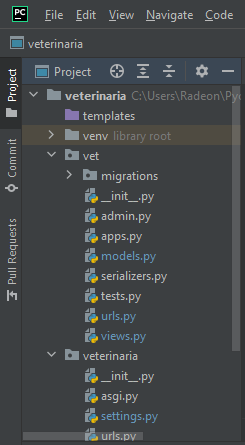 PC File Edit View Navigate Code
veterinaria
Project
Project
Commit
Pull Requests
veterinaria C:\Users\Radeon\Pyc
templates
venv library root
vet
migrations
__init__.py
admin.py
apps.py
models.py
serializers.py
tests.py
urls.py
views.py
veterinaria
__init__.py
asgi.py
settings.py
urls.py